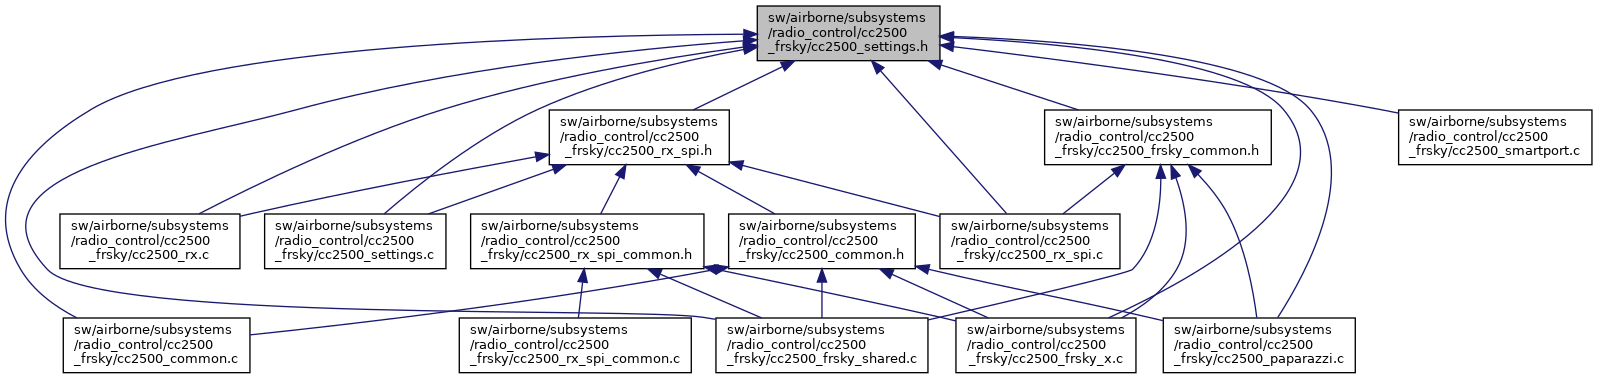 sw/airborne/subsystems
/radio_control/cc2500
_frsky/cc2500_settings.h
sw/airborne/subsystems
/radio_control/cc2500
_frsky/cc2500_rx_spi.h
sw/airborne/subsystems
/radio_control/cc2500
_frsky/cc2500_frsky_common.h
sw/airborne/subsystems
/radio_control/cc2500
_frsky/cc2500_smartport.c
sw/airborne/subsystems
/radio_control/cc2500
_frsky/cc2500_rx.c
sw/airborne/subsystems
/radio_control/cc2500
_frsky/cc2500_settings.c
sw/airborne/subsystems
/radio_control/cc2500
_frsky/cc2500_rx_spi_common.h
sw/airborne/subsystems
/radio_control/cc2500
_frsky/cc2500_common.h
sw/airborne/subsystems
/radio_control/cc2500
_frsky/cc2500_rx_spi.c
sw/airborne/subsystems
/radio_control/cc2500
_frsky/cc2500_common.c
sw/airborne/subsystems
/radio_control/cc2500
_frsky/cc2500_rx_spi_common.c
sw/airborne/subsystems
/radio_control/cc2500
_frsky/cc2500_frsky_shared.c
sw/airborne/subsystems
/radio_control/cc2500
_frsky/cc2500_frsky_x.c
sw/airborne/subsystems
/radio_control/cc2500
_frsky/cc2500_paparazzi.c